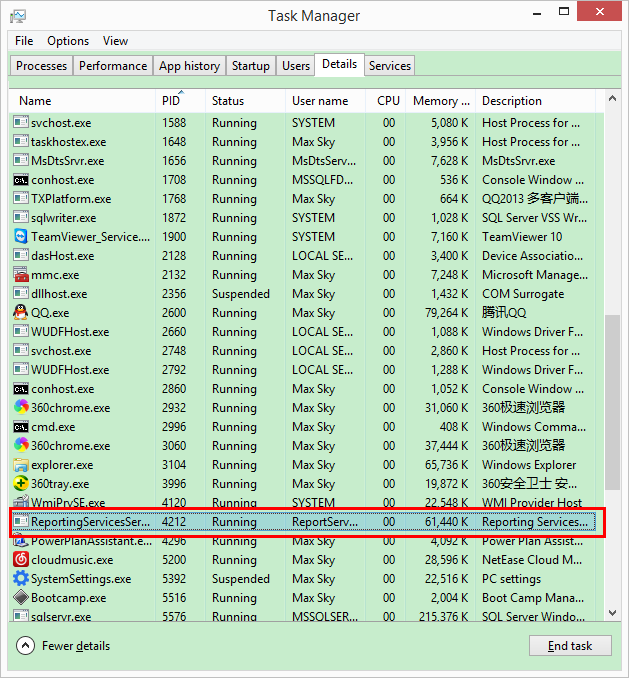 Task Manager
File Options View
Processes Performance App history Startup Users Details Services
Name PID Status User name CPU Memory ... Description
svchost.exe 1588 Running SYSTEM 00 5,080 K Host Process for ...
taskhostex.exe 1648 Running Max Sky 00 3,956 K Host Process for ...
MsDtsSrvr.exe 1656 Running MsDtsServ... 00 7,628 K MsDtsSrvr.exe
conhost.exe 1708 Running MSSQLFD... 00 536 K Console Window ...
TXPlatform.exe 1768 Running Max Sky 00 664 K QQ2013 多客户端...
sqlwriter.exe 1872 Running SYSTEM 00 1,028 K SQL Server VSS Wr...
TeamViewer_Service.... 1900 Running SYSTEM 00 7,160 K TeamViewer 10
dasHost.exe 2128 Running LOCAL SE... 00 3,400 K Device Associatio...
mmc.exe 2132 Running Max Sky 00 7,248 K Microsoft Manage...
dllhost.exe 2356 Suspended Max Sky 00 1,432 K COM Surrogate
QQ.exe 2600 Running Max Sky 00 79,264 K 腾讯QQ
WUDFHost.exe 2660 Running LOCAL SE... 00 1,088 K Windows Driver F...
svchost.exe 2748 Running LOCAL SE... 00 2,860 K Host Process for ...
WUDFHost.exe 2792 Running LOCAL SE... 00 1,288 K Windows Driver F...
conhost.exe 2860 Running Max Sky 00 1,052 K Console Window ...
360chrome.exe 2932 Running Max Sky 00 31,060 K 360极速浏览器
cmd.exe 2996 Running Max Sky 00 408 K Windows Comma...
360chrome.exe 3060 Running Max Sky 00 37,444 K 360极速浏览器
explorer.exe 3104 Running Max Sky 00 65,736 K Windows Explorer
360tray.exe 3996 Running Max Sky 00 19,872 K 360安全卫士 安...
WmiPrvSE.exe 4120 Running SYSTEM 00 22,548 K WMI Provider Host
ReportingServicesSer... 4212 Running ReportServ... 00 61,440 K Reporting Services...
PowerPlanAssistant.e... 4296 Running Max Sky 00 4,092 K Power Plan Assist...
cloudmusic.exe 5200 Running Max Sky 00 28,596 K NetEase Cloud M...
SystemSettings.exe 5392 Suspended Max Sky 00 22,516 K PC settings
Bootcamp.exe 5516 Running Max Sky 00 2,004 K Boot Camp Mana...
sqlservr.exe 5576 Running MSSQLSER... 00 215,376 K SQL Server Windo...
Fewer details End task